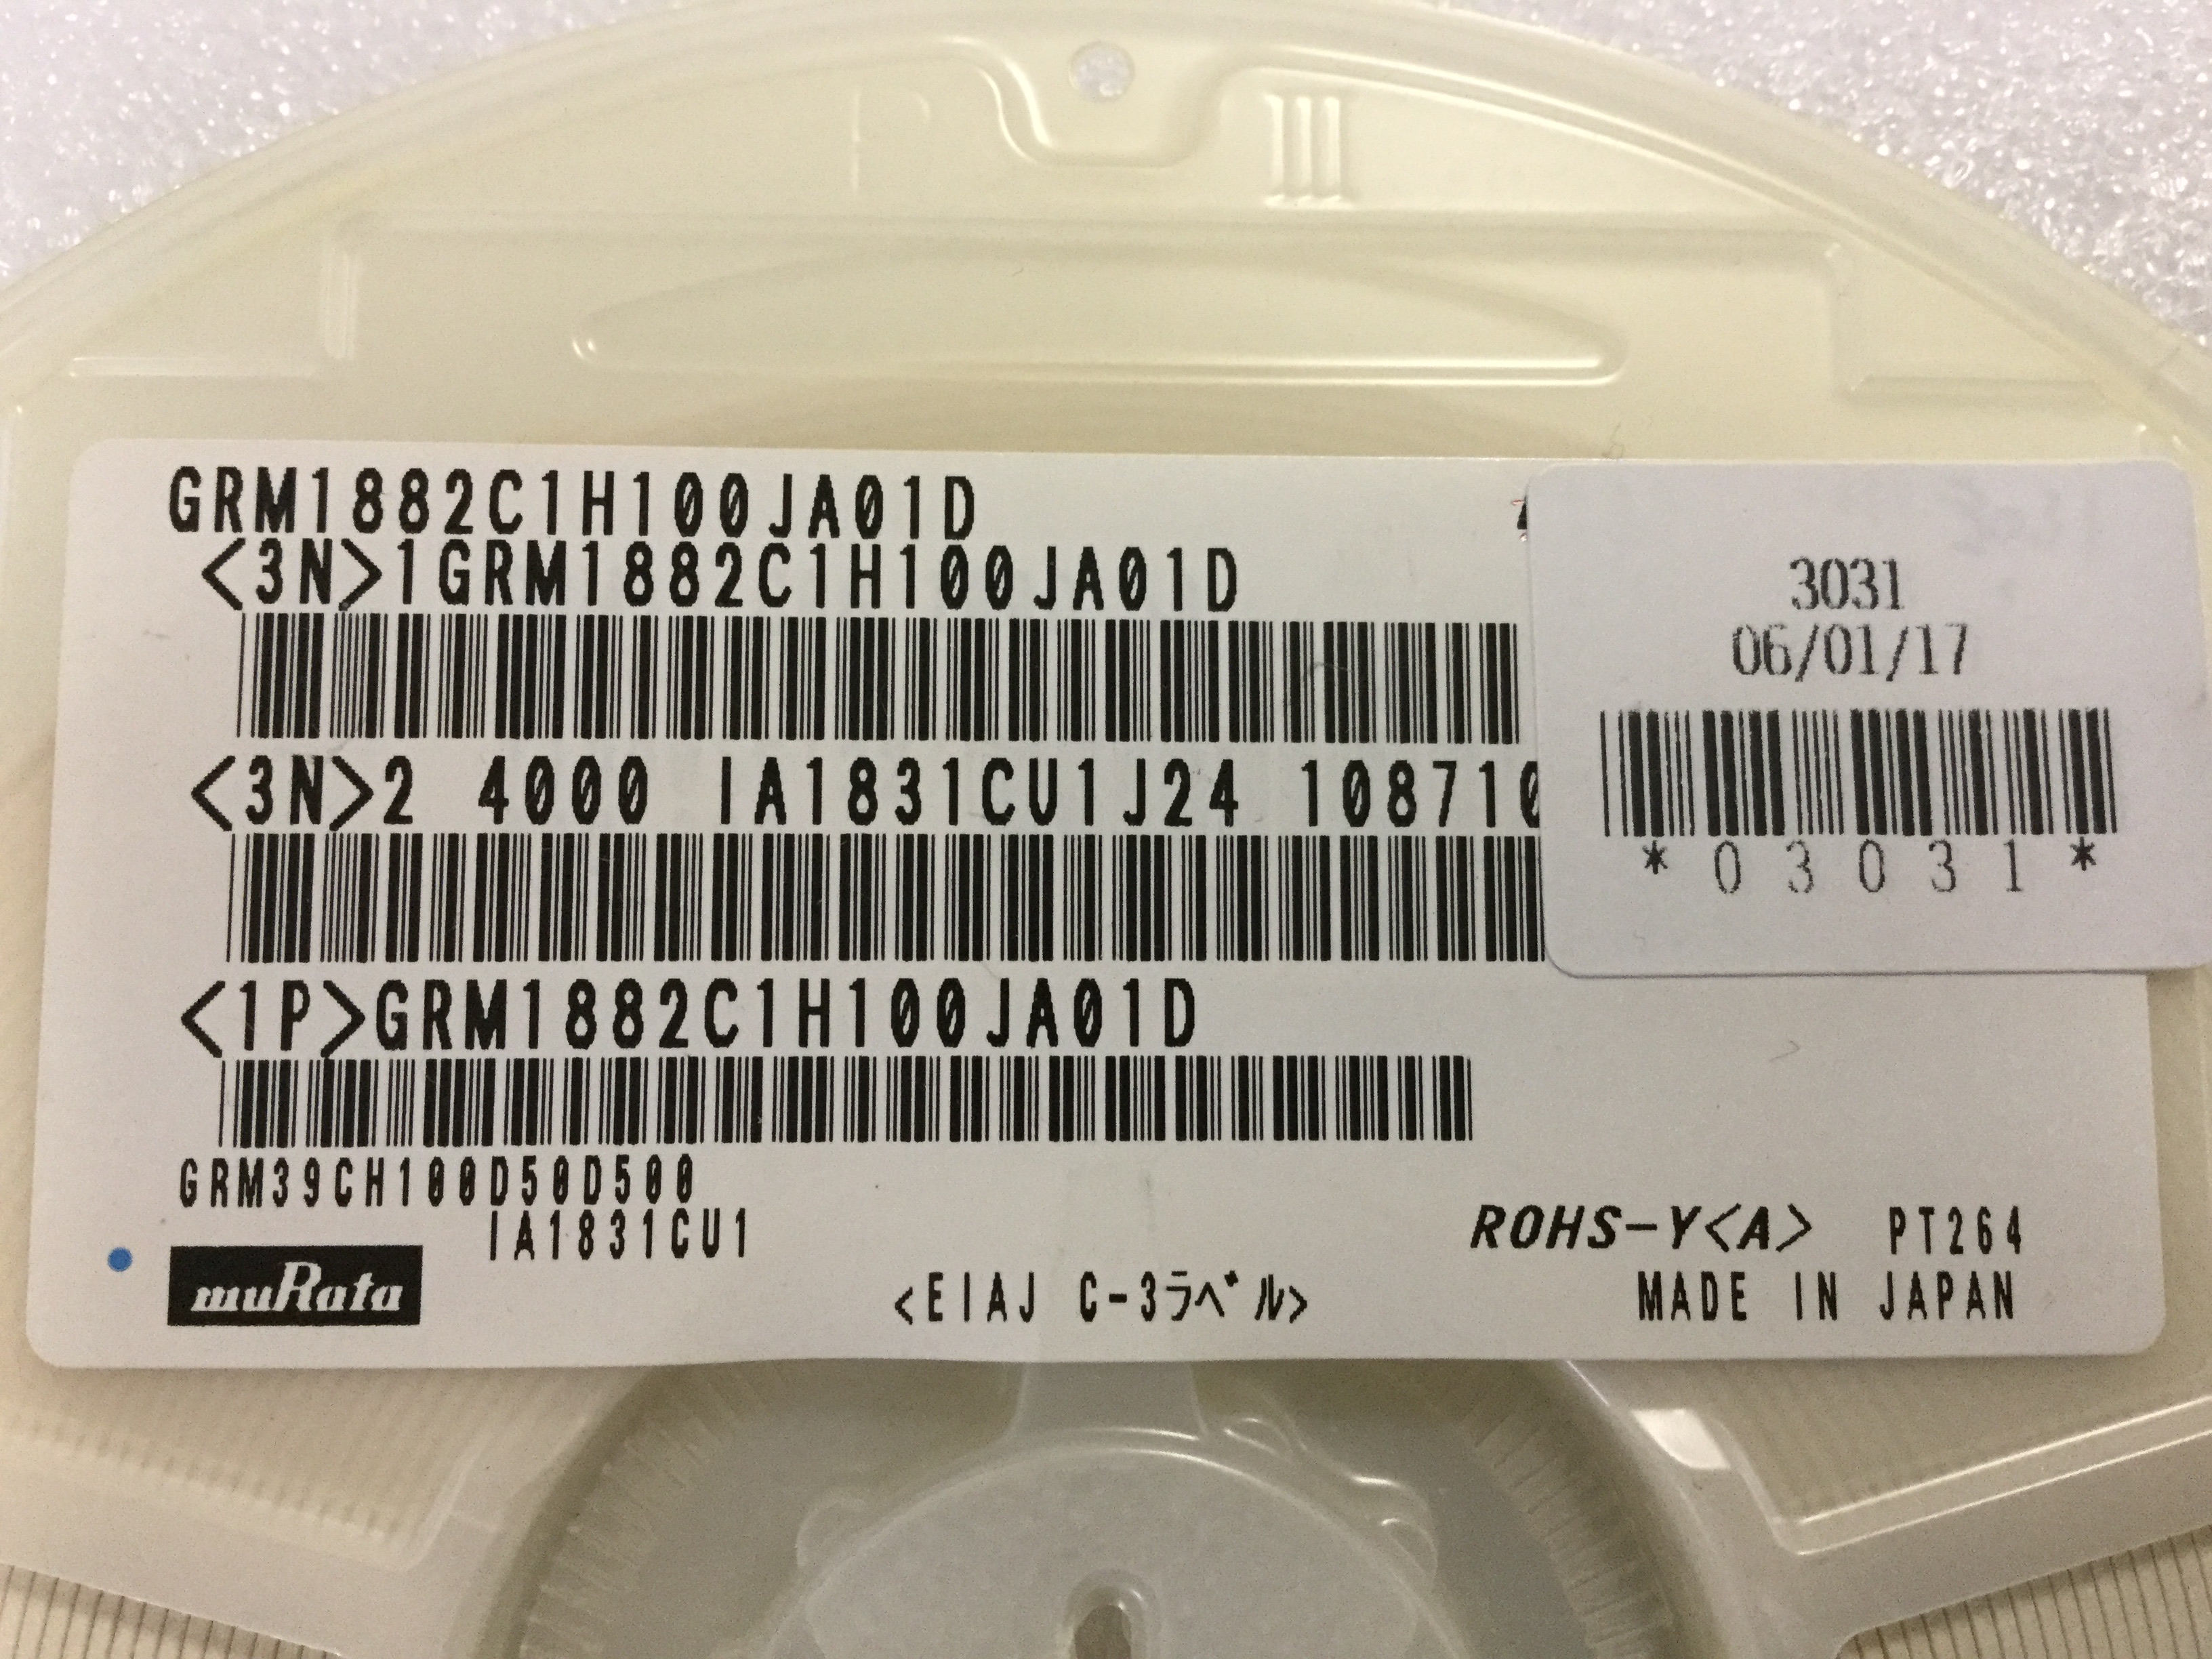 GRM1882C1H100JA01D
<3N>1GRM1882C1H100JA01D
3031
06/01/17
*03031*
<3N>2 4000 IA1831CU1J24 108710
<1P>GRM1882C1H100JA01D
GRM39CH100D50D500
IA1831CU1
muRata
<EIAJ C-3ラベル>
ROHS-Y<A> PT264
MADE IN JAPAN